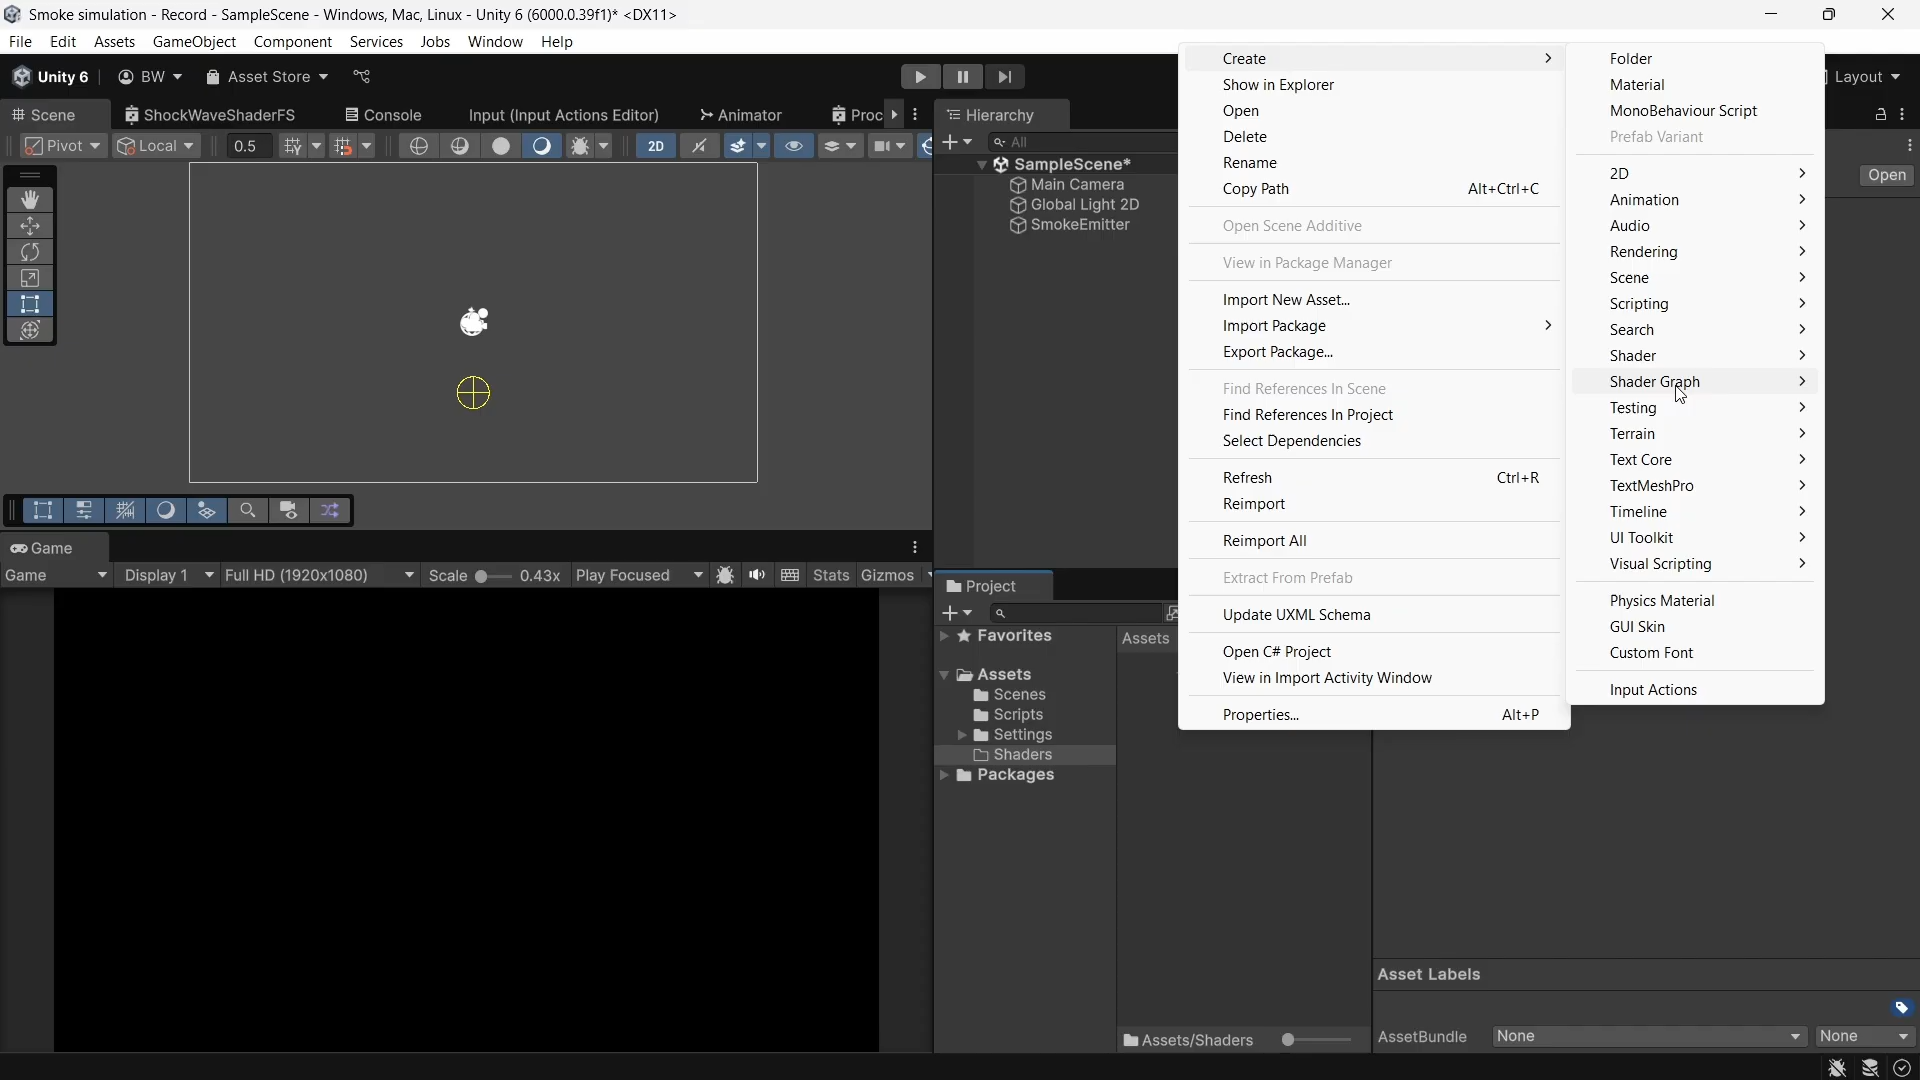 Smoke simulation - Record - SampleScene - Windows, Mac, Linux - Unity 6 (6000.0.39f1)* <DX11>
File Edit Assets GameObject Component Services Jobs Window Help
Unity 6 BW Asset Store Layout
Scene ShockWaveShaderFS Console Input (Input Actions Editor) Animator Proc
Pivot Local 0.5 2D
Game
Game Display 1 Full HD (1920x1080) Scale 0.43x Play Focused Stats Gizmos
Hierarchy
All
SampleScene*
Main Camera
Global Light 2D
SmokeEmitter
Project
Favorites
Assets
Scenes
Scripts
Settings
Shaders
Packages
Assets
Assets/Shaders
Create
Show in Explorer
Open
Delete
Rename
Copy Path Alt+Ctrl+C
Open Scene Additive
View in Package Manager
Import New Asset...
Import Package
Export Package...
Find References In Scene
Find References In Project
Select Dependencies
Refresh Ctrl+R
Reimport
Reimport All
Extract From Prefab
Update UXML Schema
Open C# Project
View in Import Activity Window
Properties... Alt+P
Folder
Material
MonoBehaviour Script
Prefab Variant
2D
Animation
Audio
Rendering
Scene
Scripting
Search
Shader
Shader Graph
Testing
Terrain
Text Core
TextMeshPro
Timeline
UI Toolkit
Visual Scripting
Physics Material
GUI Skin
Custom Font
Input Actions
Open
Asset Labels
AssetBundle None None